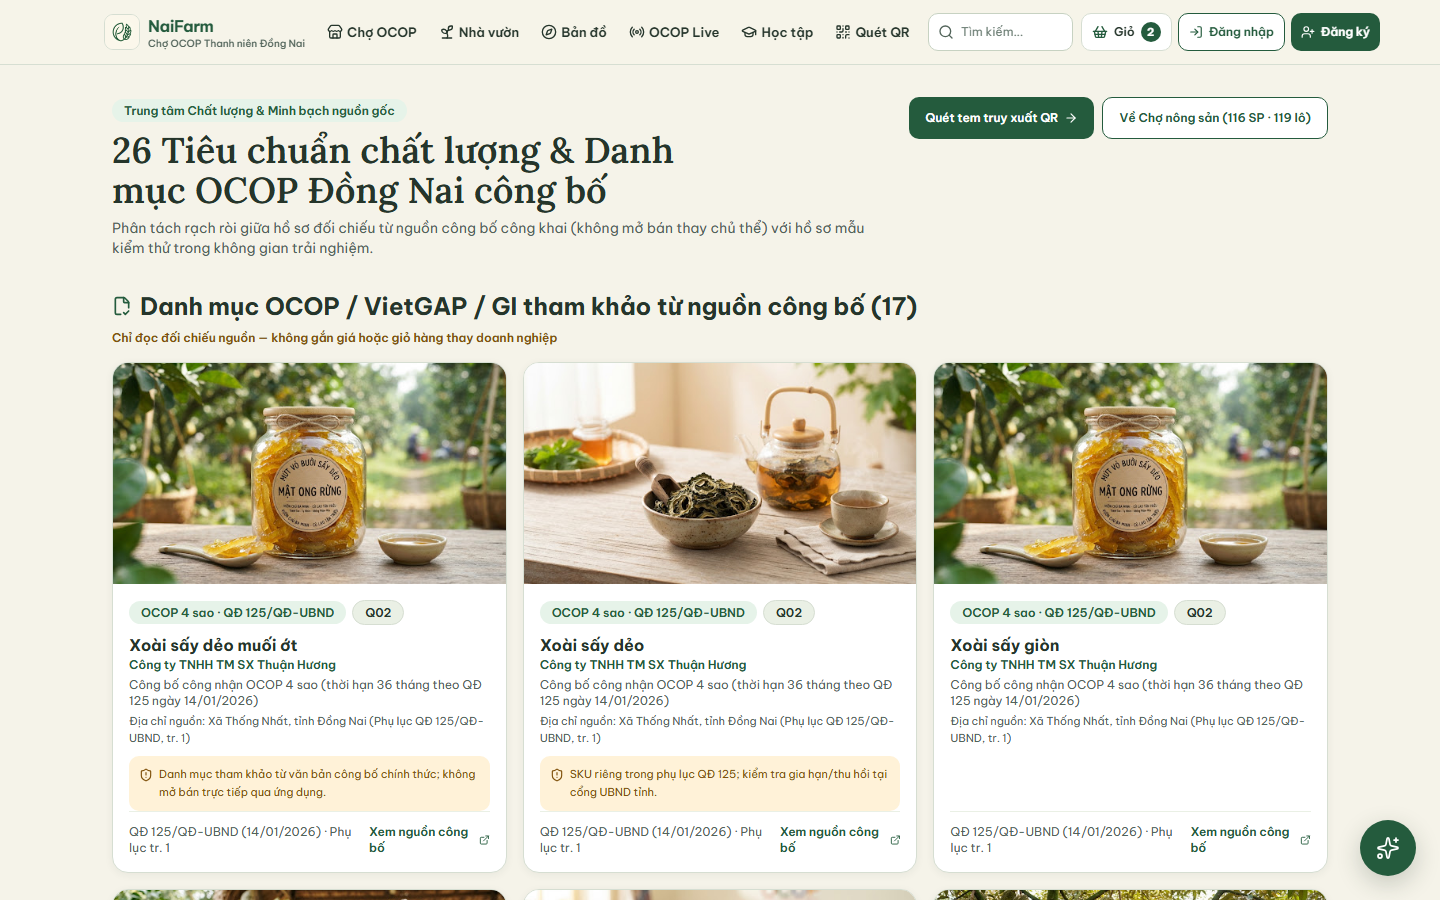 NaiFarm
Chợ OCOP Thanh niên Đồng Nai
Chợ OCOP
Nhà vườn
Bản đồ
OCOP Live
Học tập
Quét QR
Tìm kiếm...
Giỏ 2
Đăng nhập
Đăng ký
Trung tâm Chất lượng & Minh bạch nguồn gốc
26 Tiêu chuẩn chất lượng & Danh
mục OCOP Đồng Nai công bố
Phân tách rạch ròi giữa hồ sơ đối chiếu từ nguồn công bố công khai (không mở bán thay chủ thể) với hồ sơ mẫu
kiểm thử trong không gian trải nghiệm.
Quét tem truy xuất QR
Về Chợ nông sản (116 SP · 119 lô)
Danh mục OCOP / VietGAP / GI tham khảo từ nguồn công bố (17)
Chỉ đọc đối chiếu nguồn — không gắn giá hoặc giỏ hàng thay doanh nghiệp
MỨT VỎ BƯỞI SẤY DẺO
MẬT ONG RỪNG
MỨT VỎ BƯỞI SẤY DẺO
MẬT ONG RỪNG
OCOP 4 sao · QĐ 125/QĐ-UBND
Q02
Xoài sấy dẻo muối ớt
Công ty TNHH TM SX Thuận Hương
Công bố công nhận OCOP 4 sao (thời hạn 36 tháng theo QĐ
125 ngày 14/01/2026)
Địa chỉ nguồn: Xã Thống Nhất, tỉnh Đồng Nai (Phụ lục QĐ 125/QĐ-
UBND, tr. 1)
Danh mục tham khảo từ văn bản công bố chính thức; không
mở bán trực tiếp qua ứng dụng.
QĐ 125/QĐ-UBND (14/01/2026) · Phụ
lục tr. 1
Xem nguồn công
bố
OCOP 4 sao · QĐ 125/QĐ-UBND
Q02
Xoài sấy dẻo
Công ty TNHH TM SX Thuận Hương
Công bố công nhận OCOP 4 sao (thời hạn 36 tháng theo QĐ
125 ngày 14/01/2026)
Địa chỉ nguồn: Xã Thống Nhất, tỉnh Đồng Nai (Phụ lục QĐ 125/QĐ-
UBND, tr. 1)
SKU riêng trong phụ lục QĐ 125; kiểm tra gia hạn/thu hồi tại
cổng UBND tỉnh.
QĐ 125/QĐ-UBND (14/01/2026) · Phụ
lục tr. 1
Xem nguồn công
bố
OCOP 4 sao · QĐ 125/QĐ-UBND
Q02
Xoài sấy giòn
Công ty TNHH TM SX Thuận Hương
Công bố công nhận OCOP 4 sao (thời hạn 36 tháng theo QĐ
125 ngày 14/01/2026)
Địa chỉ nguồn: Xã Thống Nhất, tỉnh Đồng Nai (Phụ lục QĐ 125/QĐ-
UBND, tr. 1)
QĐ 125/QĐ-UBND (14/01/2026) · Phụ
lục tr. 1
Xem nguồn công
bố